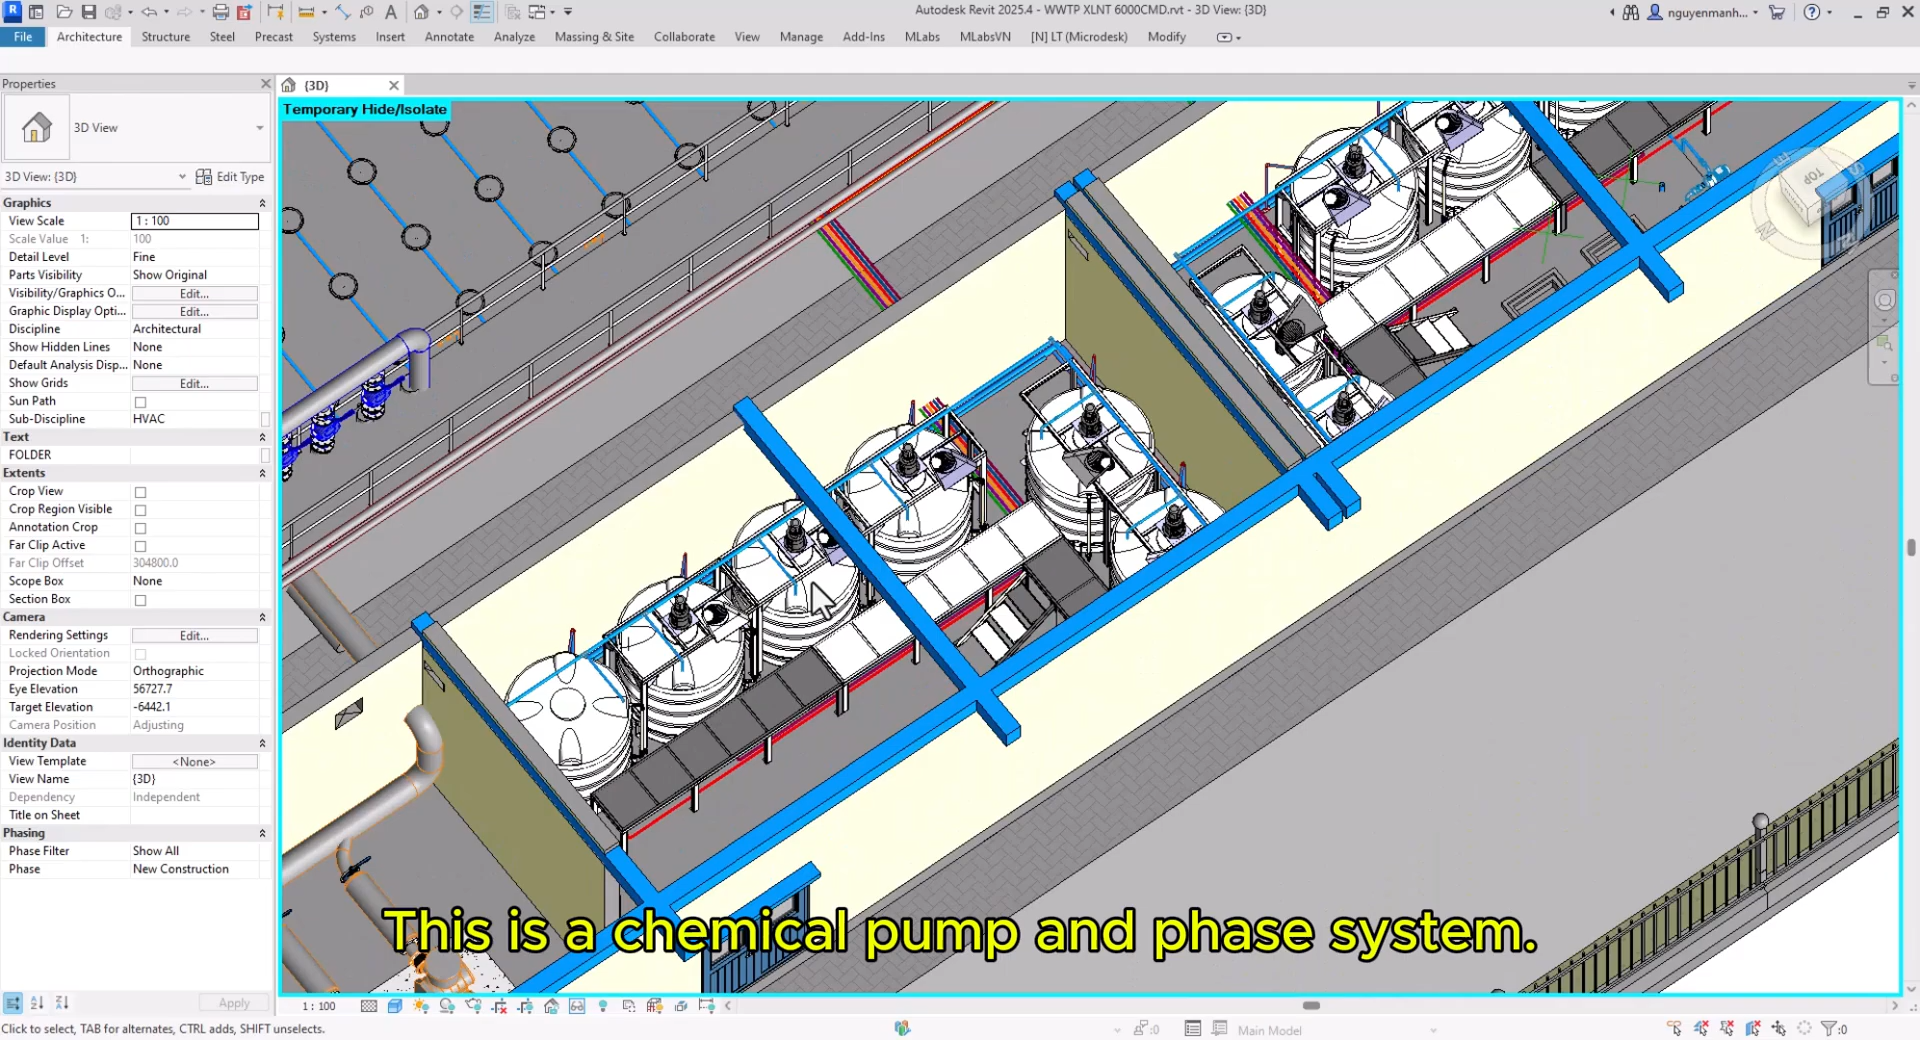 Autodesk Revit 2025.4 - WWTP XLNT 6000CMD.rvt - 3D View: {3D}
nguyenmanh...
File Architecture Structure Steel Precast Systems Insert Annotate Analyze Massing & Site Collaborate View Manage Add-Ins MLabs MLabsVN [N] LT (Microdesk) Modify
Properties
{3D}
Temporary Hide/Isolate
3D View
3D View: {3D} Edit Type
Graphics
View Scale 1 : 100
Scale Value 1: 100
Detail Level Fine
Parts Visibility Show Original
Visibility/Graphics O... Edit...
Graphic Display Opti... Edit...
Discipline Architectural
Show Hidden Lines None
Default Analysis Disp... None
Show Grids Edit...
Sun Path
Sub-Discipline HVAC
Text
FOLDER
Extents
Crop View
Crop Region Visible
Annotation Crop
Far Clip Active
Far Clip Offset 304800.0
Scope Box None
Section Box
Camera
Rendering Settings Edit...
Locked Orientation
Projection Mode Orthographic
Eye Elevation 56727.7
Target Elevation -6442.1
Camera Position Adjusting
Identity Data
View Template <None>
View Name {3D}
Dependency Independent
Title on Sheet
Phasing
Phase Filter Show All
Phase New Construction
TOP
This is a chemical pump and phase system.
Apply
1 : 100
Click to select, TAB for alternates, CTRL adds, SHIFT unselects.
:0
Main Model
:0